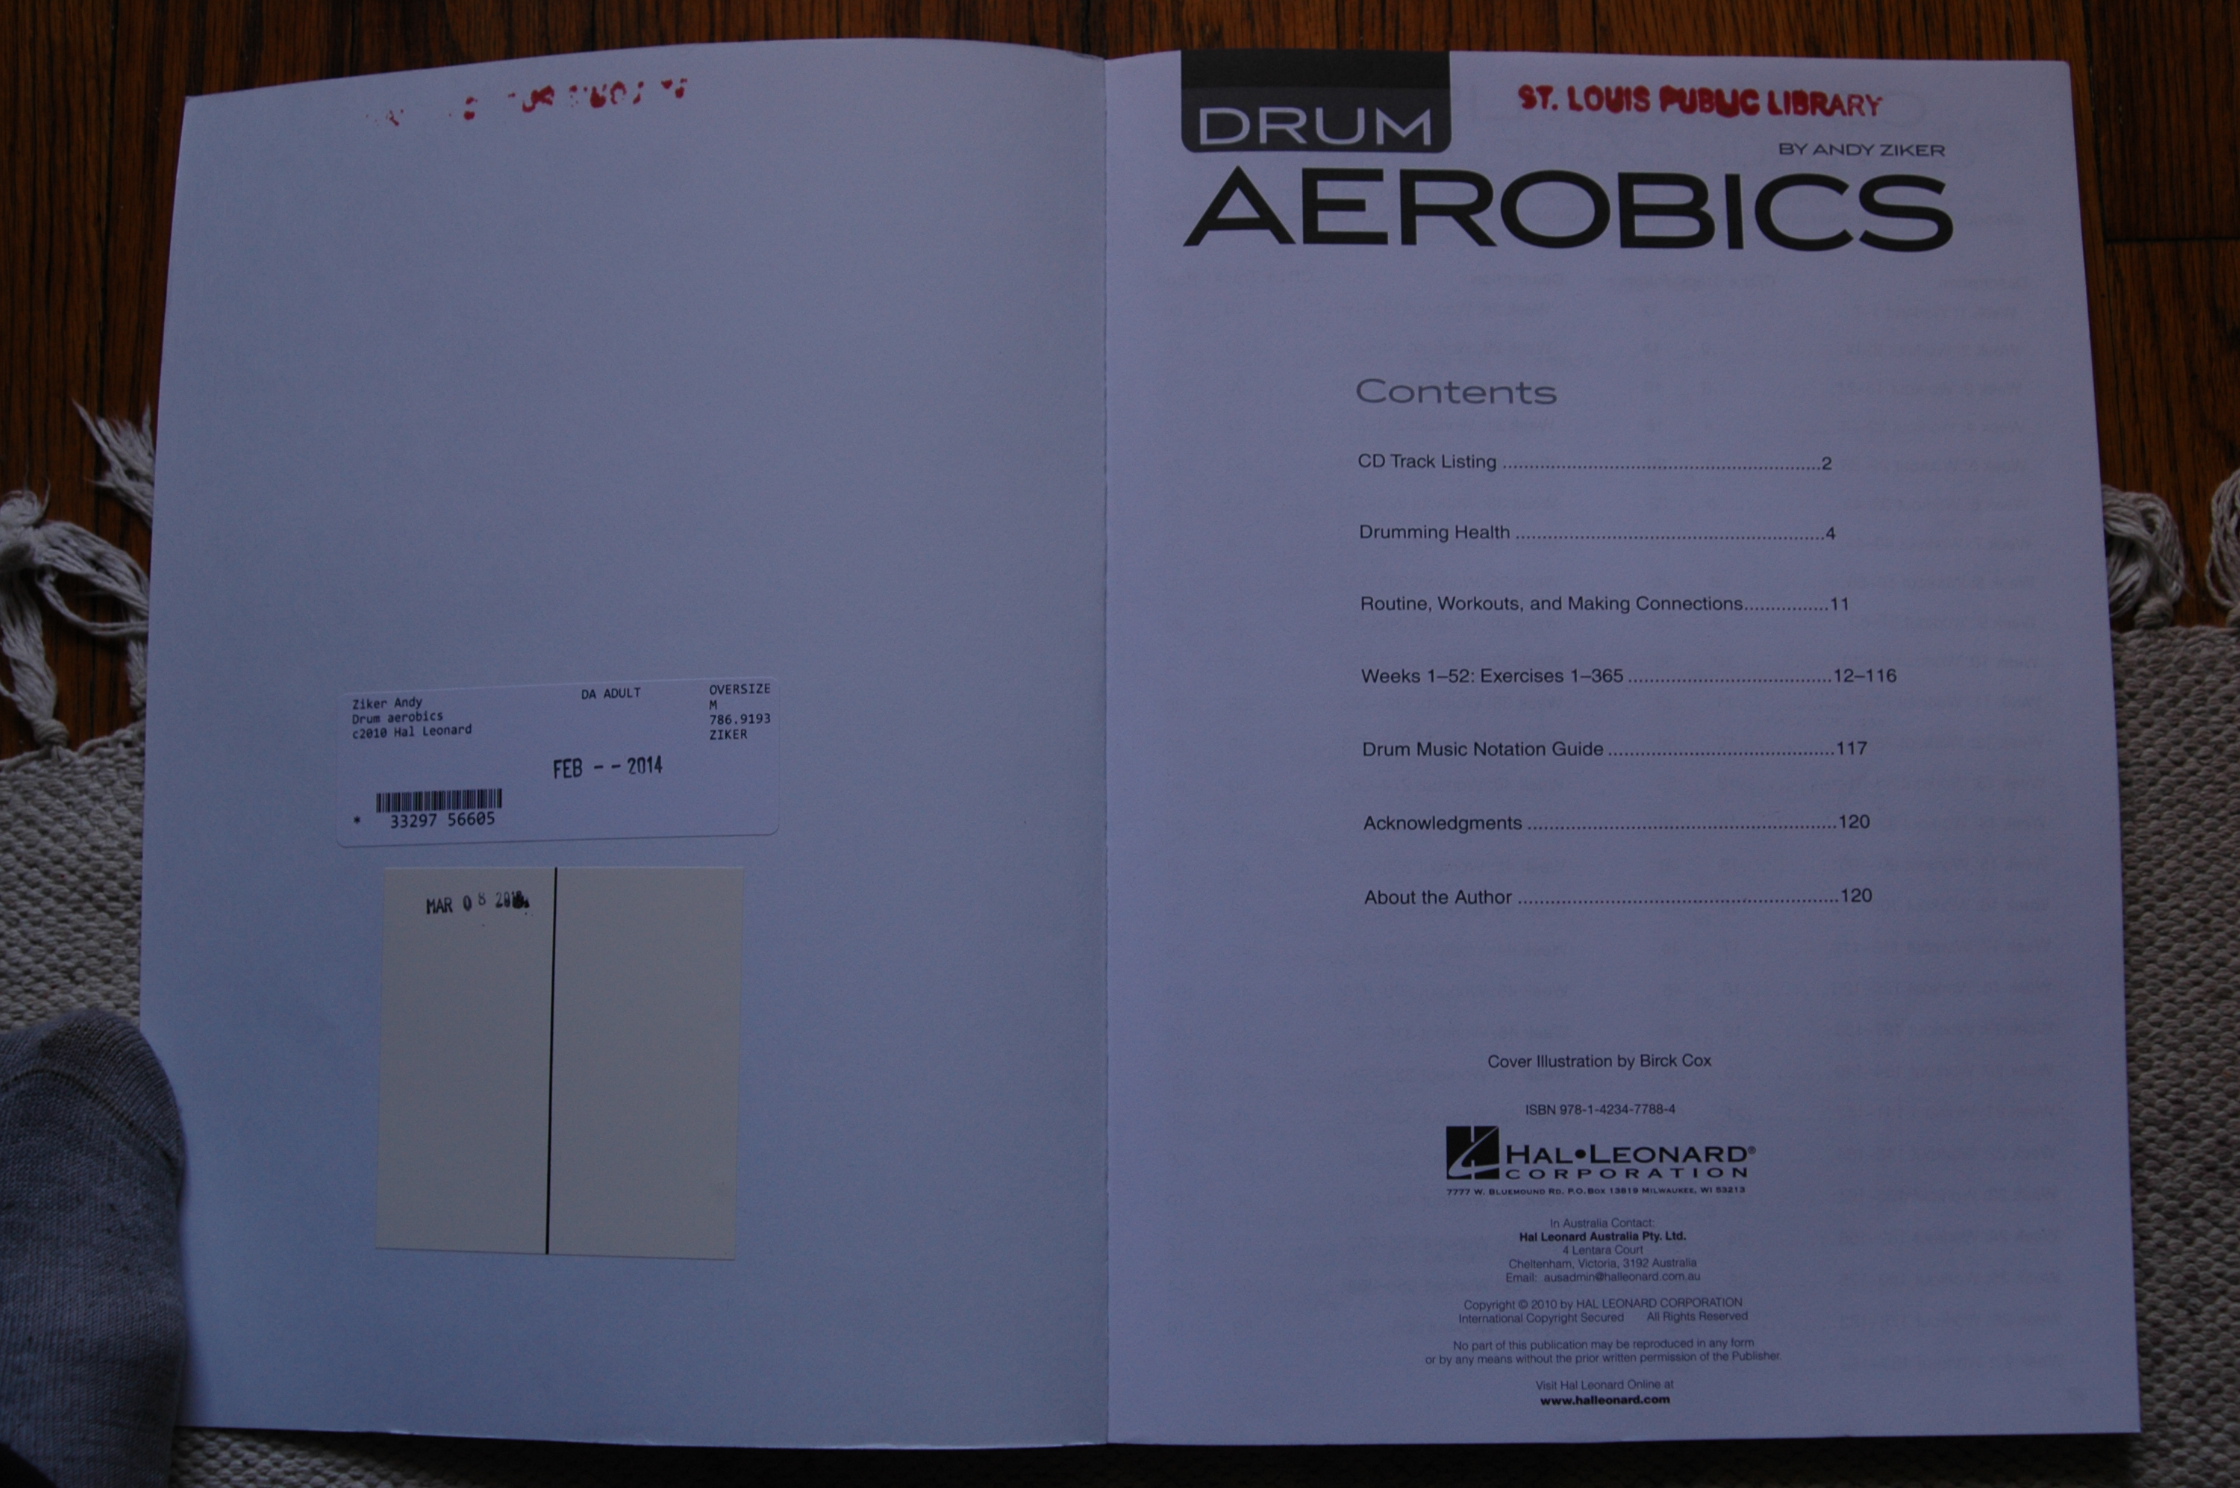 Ziker Andy
Drum aerobics
c2010 Hal Leonard
DA ADULT
OVERSIZE
M
786.9193
ZIKER
FEB -- 2014
* 33297 56605
MAR 08
ST. LOUIS PUBLIC LIBRARY
DRUM
BY ANDY ZIKER
AEROBICS
Contents
CD Track Listing ........................................................2
Drumming Health ......................................................4
Routine, Workouts, and Making Connections...............11
Weeks 1–52: Exercises 1–365 ....................................12–116
Drum Music Notation Guide ........................................117
Acknowledgments ......................................................120
About the Author ........................................................120
Cover Illustration by Birck Cox
ISBN 978-1-4234-7788-4
HAL•LEONARD®
CORPORATION
7777 W. BLUEMOUND RD. P.O. BOX 13819 MILWAUKEE, WI 53213
In Australia Contact:
Hal Leonard Australia Pty. Ltd.
4 Lentara Court
Cheltenham, Victoria, 3192 Australia
Email: ausadmin@halleonard.com.au
Copyright © 2010 by HAL LEONARD CORPORATION
International Copyright Secured All Rights Reserved
No part of this publication may be reproduced in any form
or by any means without the prior written permission of the Publisher.
Visit Hal Leonard Online at
www.halleonard.com